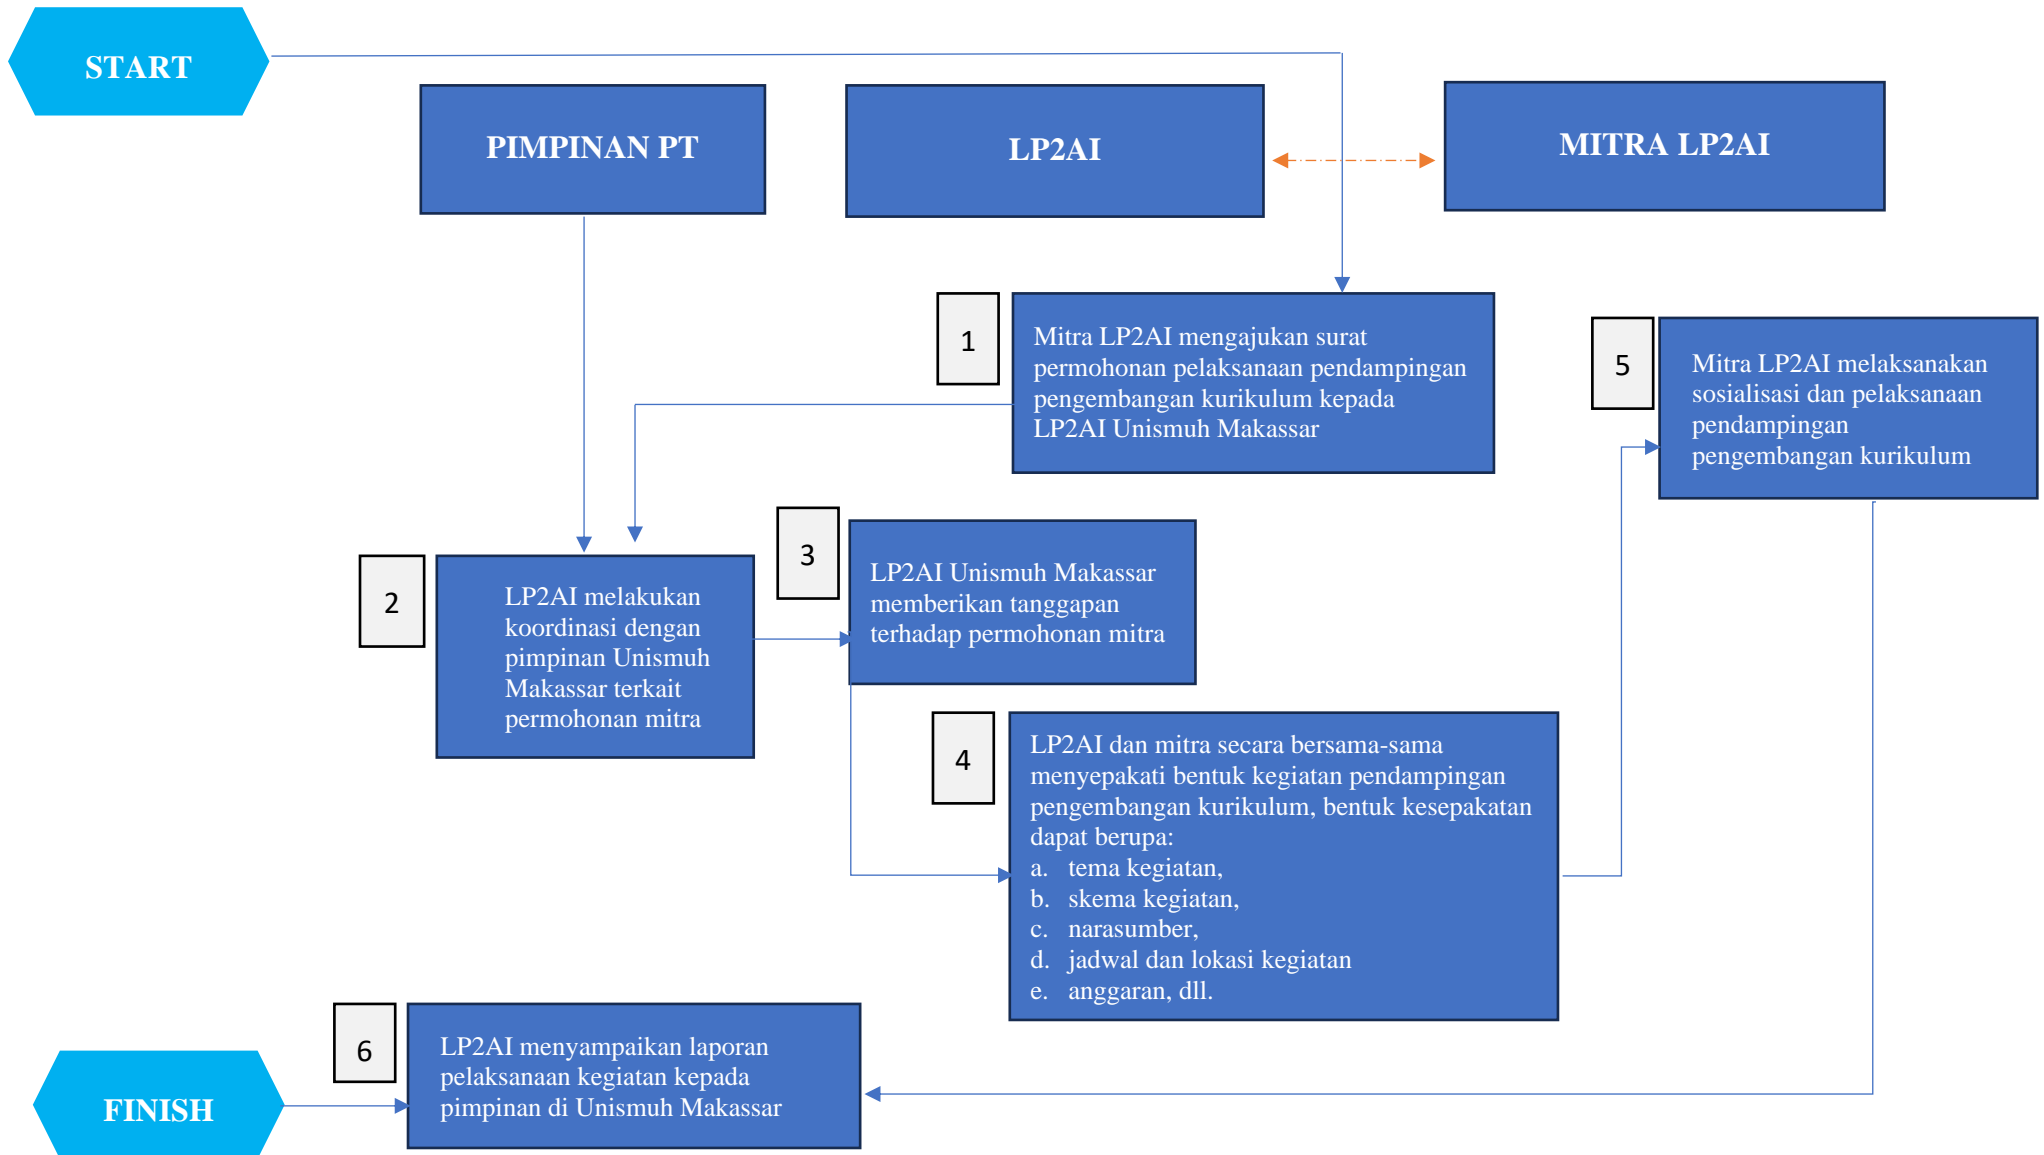 START
PIMPINAN PT
LP2AI
MITRA LP2AI
1
Mitra LP2AI mengajukan surat
permohonan pelaksanaan pendampingan
pengembangan kurikulum kepada
LP2AI Unismuh Makassar
5
Mitra LP2AI melaksanakan
sosialisasi dan pelaksanaan
pendampingan
pengembangan kurikulum
2
LP2AI melakukan
koordinasi dengan
pimpinan Unismuh
Makassar terkait
permohonan mitra
3
LP2AI Unismuh Makassar
memberikan tanggapan
terhadap permohonan mitra
4
LP2AI dan mitra secara bersama-sama
menyepakati bentuk kegiatan pendampingan
pengembangan kurikulum, bentuk kesepakatan
dapat berupa:
a. tema kegiatan,
b. skema kegiatan,
c. narasumber,
d. jadwal dan lokasi kegiatan
e. anggaran, dll.
6
LP2AI menyampaikan laporan
pelaksanaan kegiatan kepada
pimpinan di Unismuh Makassar
FINISH